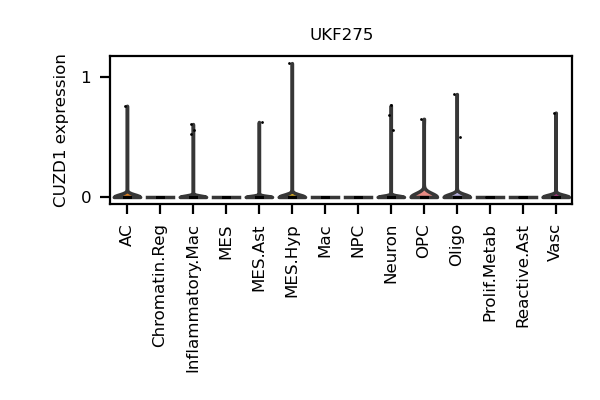 UKF275
CUZD1 expression
1
0
AC
Chromatin.Reg
Inflammatory.Mac
MES
MES.Ast
MES.Hyp
Mac
NPC
Neuron
OPC
Oligo
Prolif.Metab
Reactive.Ast
Vasc